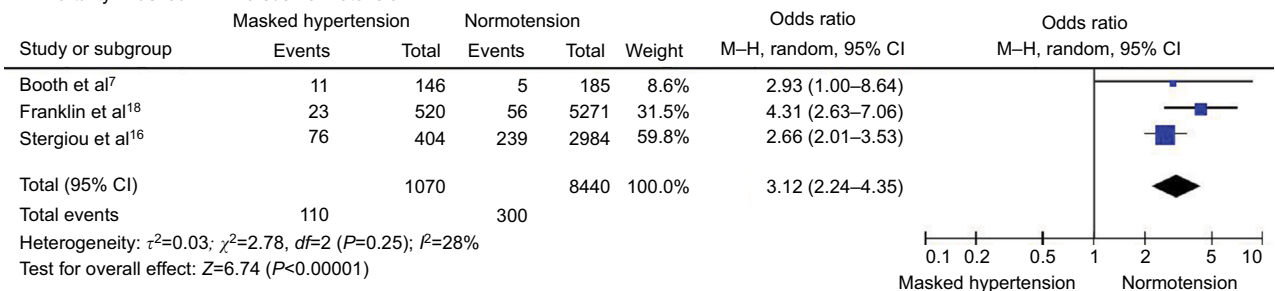 Masked hypertension Normotension Odds ratio Odds ratio
Study or subgroup Events Total Events Total Weight M–H, random, 95% CI M–H, random, 95% CI
Booth et al⁷ 11 146 5 185 8.6% 2.93 (1.00–8.64)
Franklin et al¹⁸ 23 520 56 5271 31.5% 4.31 (2.63–7.06)
Stergiou et al¹⁶ 76 404 239 2984 59.8% 2.66 (2.01–3.53)
Total (95% CI) 1070 8440 100.0% 3.12 (2.24–4.35)
Total events 110 300
Heterogeneity: τ²=0.03; χ²=2.78, df=2 (P=0.25); I²=28%
Test for overall effect: Z=6.74 (P<0.00001)
0.1 0.2 0.5 1 2 5 10
Masked hypertension Normotension